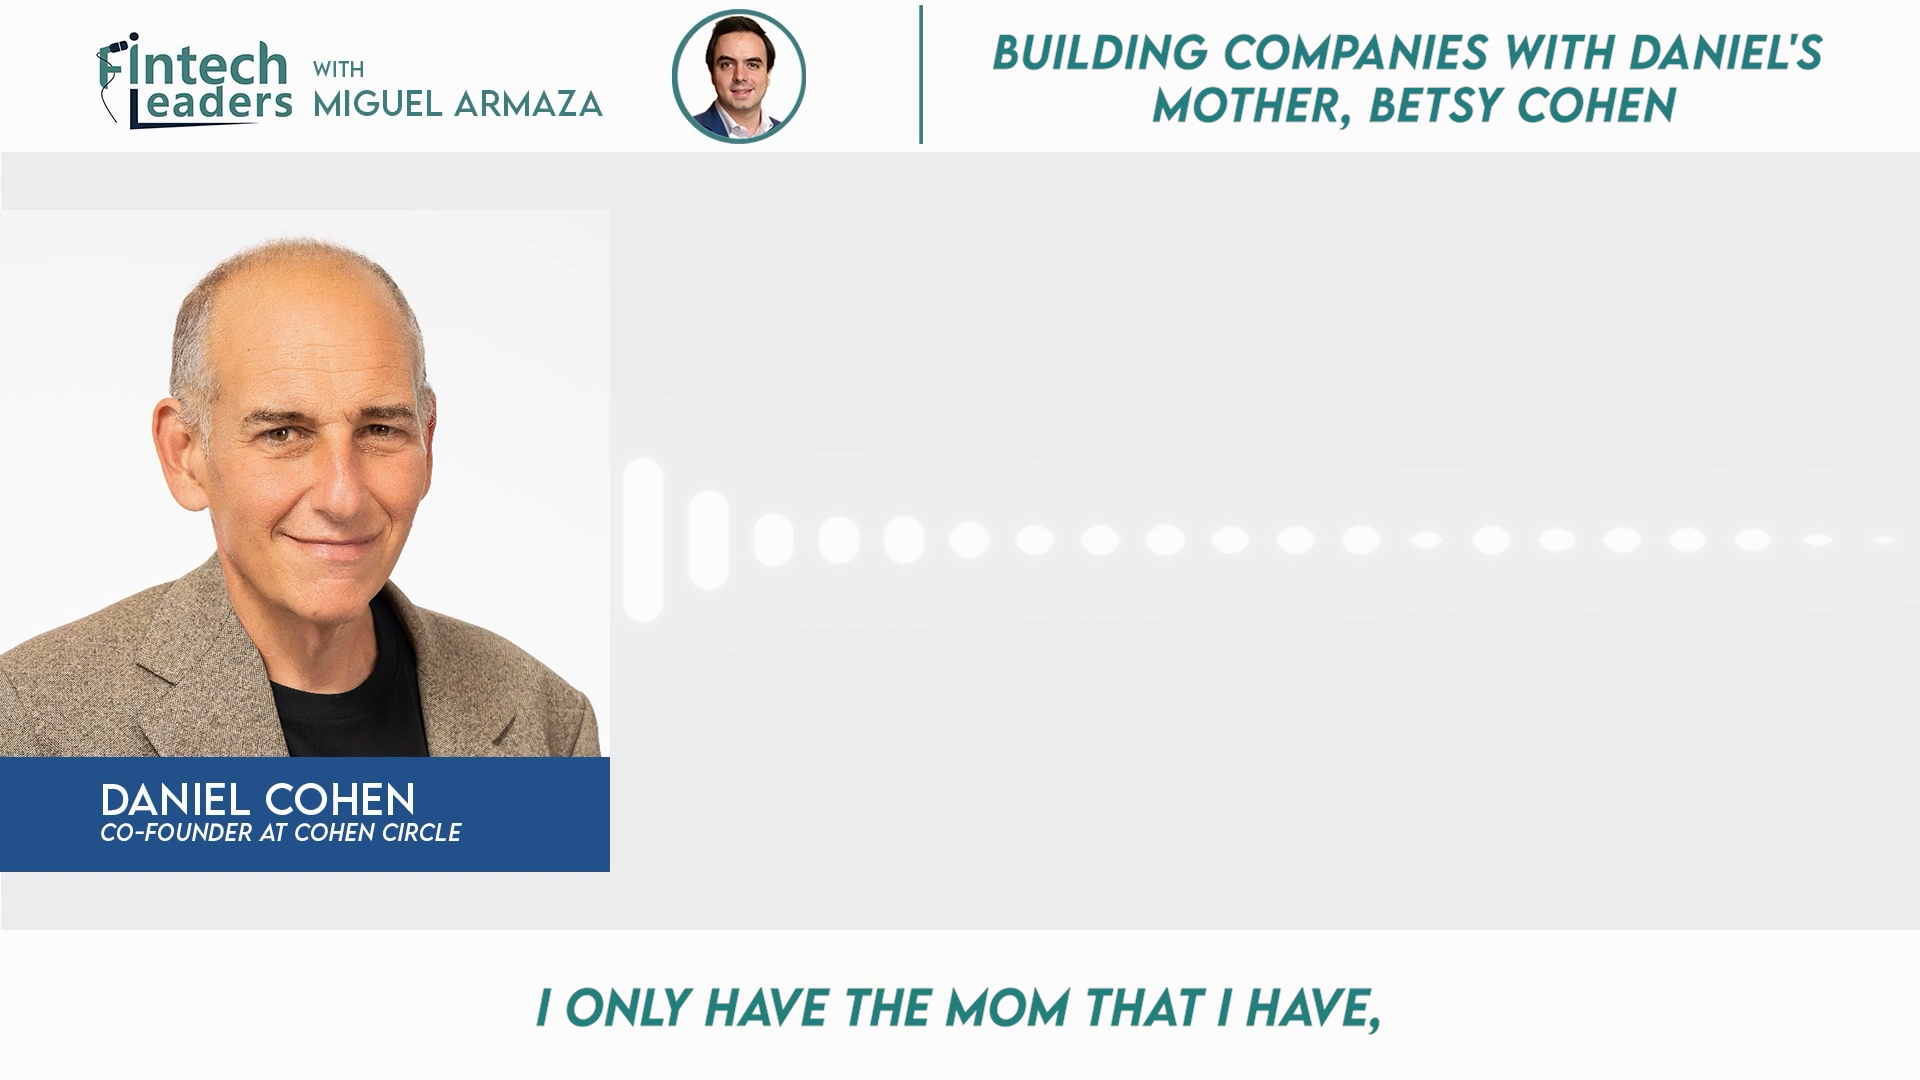 Fintech
Leaders
WITH
MIGUEL ARMAZA
BUILDING COMPANIES WITH DANIEL'S
MOTHER, BETSY COHEN
DANIEL COHEN
CO-FOUNDER AT COHEN CIRCLE
I ONLY HAVE THE MOM THAT I HAVE,